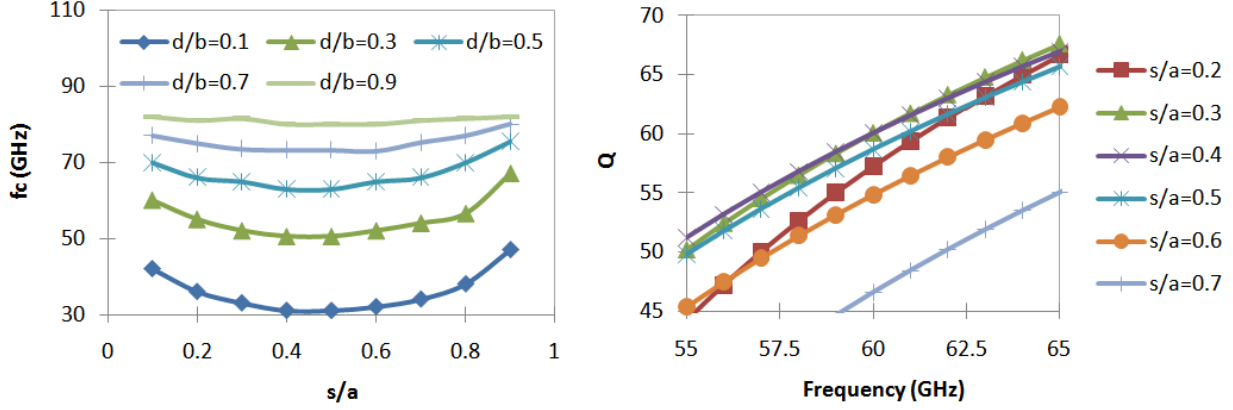 110
90
70
50
30
fc (GHz)
d/b=0.1 d/b=0.3 d/b=0.5
d/b=0.7 d/b=0.9
0 0.2 0.4 0.6 0.8 1
s/a
70
65
60
55
50
45
Q
55 57.5 60 62.5 65
Frequency (GHz)
s/a=0.2
s/a=0.3
s/a=0.4
s/a=0.5
s/a=0.6
s/a=0.7